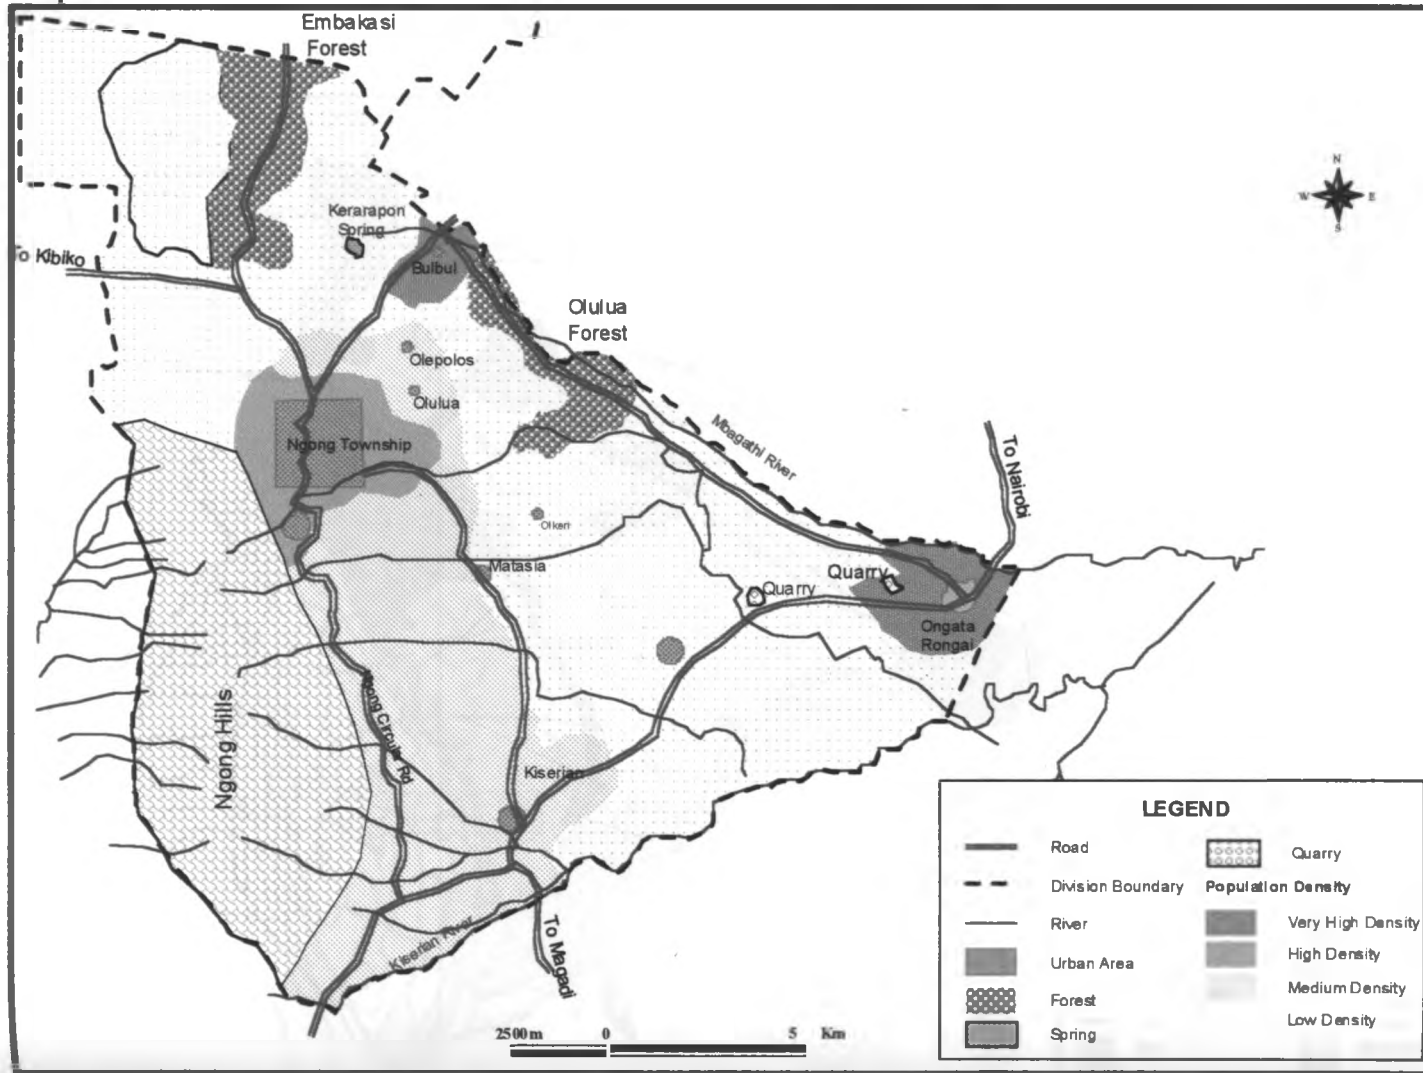 Embakasi
Forest
N
W
E
S
Kerarapon
Spring
To Kibiko
Bulbul
Olulua
Forest
Olepolos
Olulua
Mbagathi River
To Nairobi
Ngong Township
Olkeri
Matasia
Quarry
Quarry
Ongata
Rongai
Ngong Hills
Ngong Circular Rd
Kiserian
Kiserian River
To Magadi
2500m 0 5 Km
LEGEND
Road
Division Boundary
River
Urban Area
Forest
Spring
Quarry
Population Density
Very High Density
High Density
Medium Density
Low Density